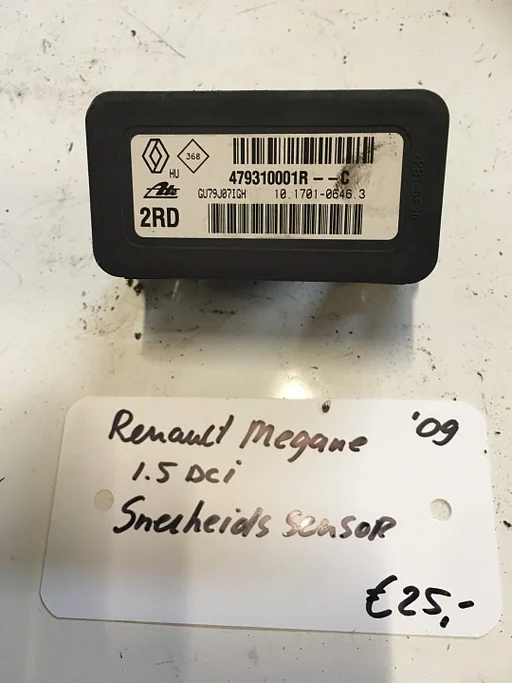 368
HU
479310001R--C
Ate
GU79J07IGH 10.1701-0646.3
2RD
Renault Megane '09
1.5 DCi
Snelheids sensor
€25,-